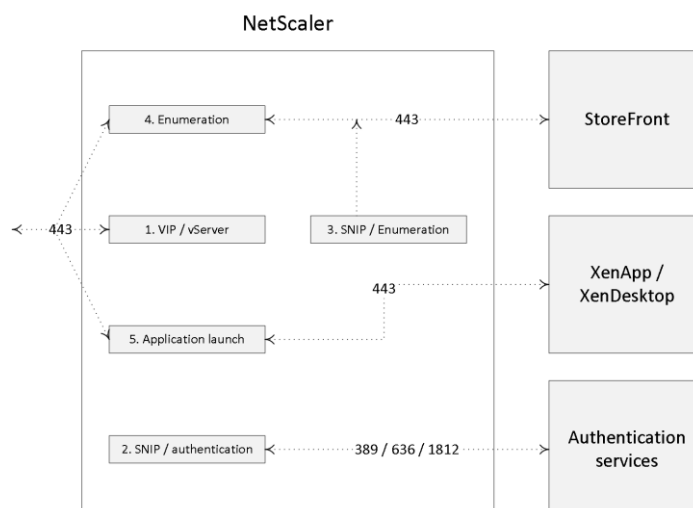 NetScaler
4. Enumeration
443
StoreFront
443
1. VIP / vServer
3. SNIP / Enumeration
XenApp /
XenDesktop
443
5. Application launch
2. SNIP / authentication
389 / 636 / 1812
Authentication
services